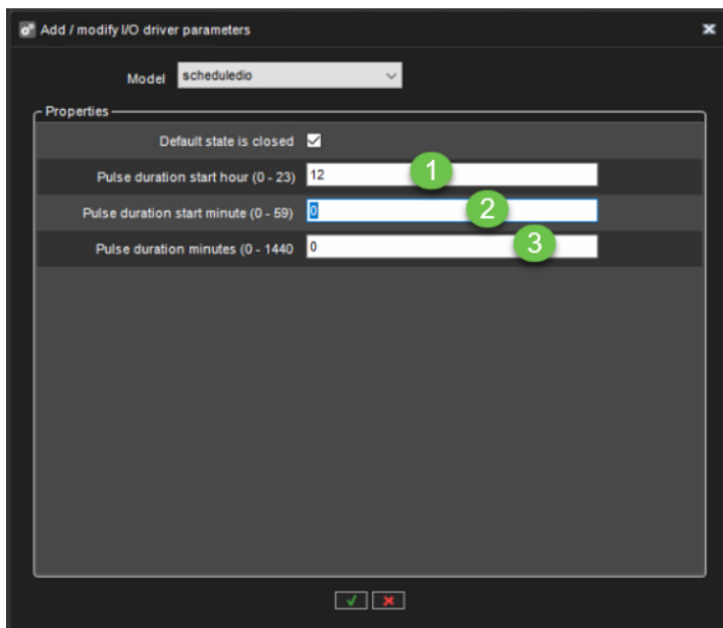 Add / modify I/O driver parameters
Model scheduledio
Properties
Default state is closed
Pulse duration start hour (0 - 23) 12 1
Pulse duration start minute (0 - 59) 0 2
Pulse duration minutes (0 - 1440 0 3